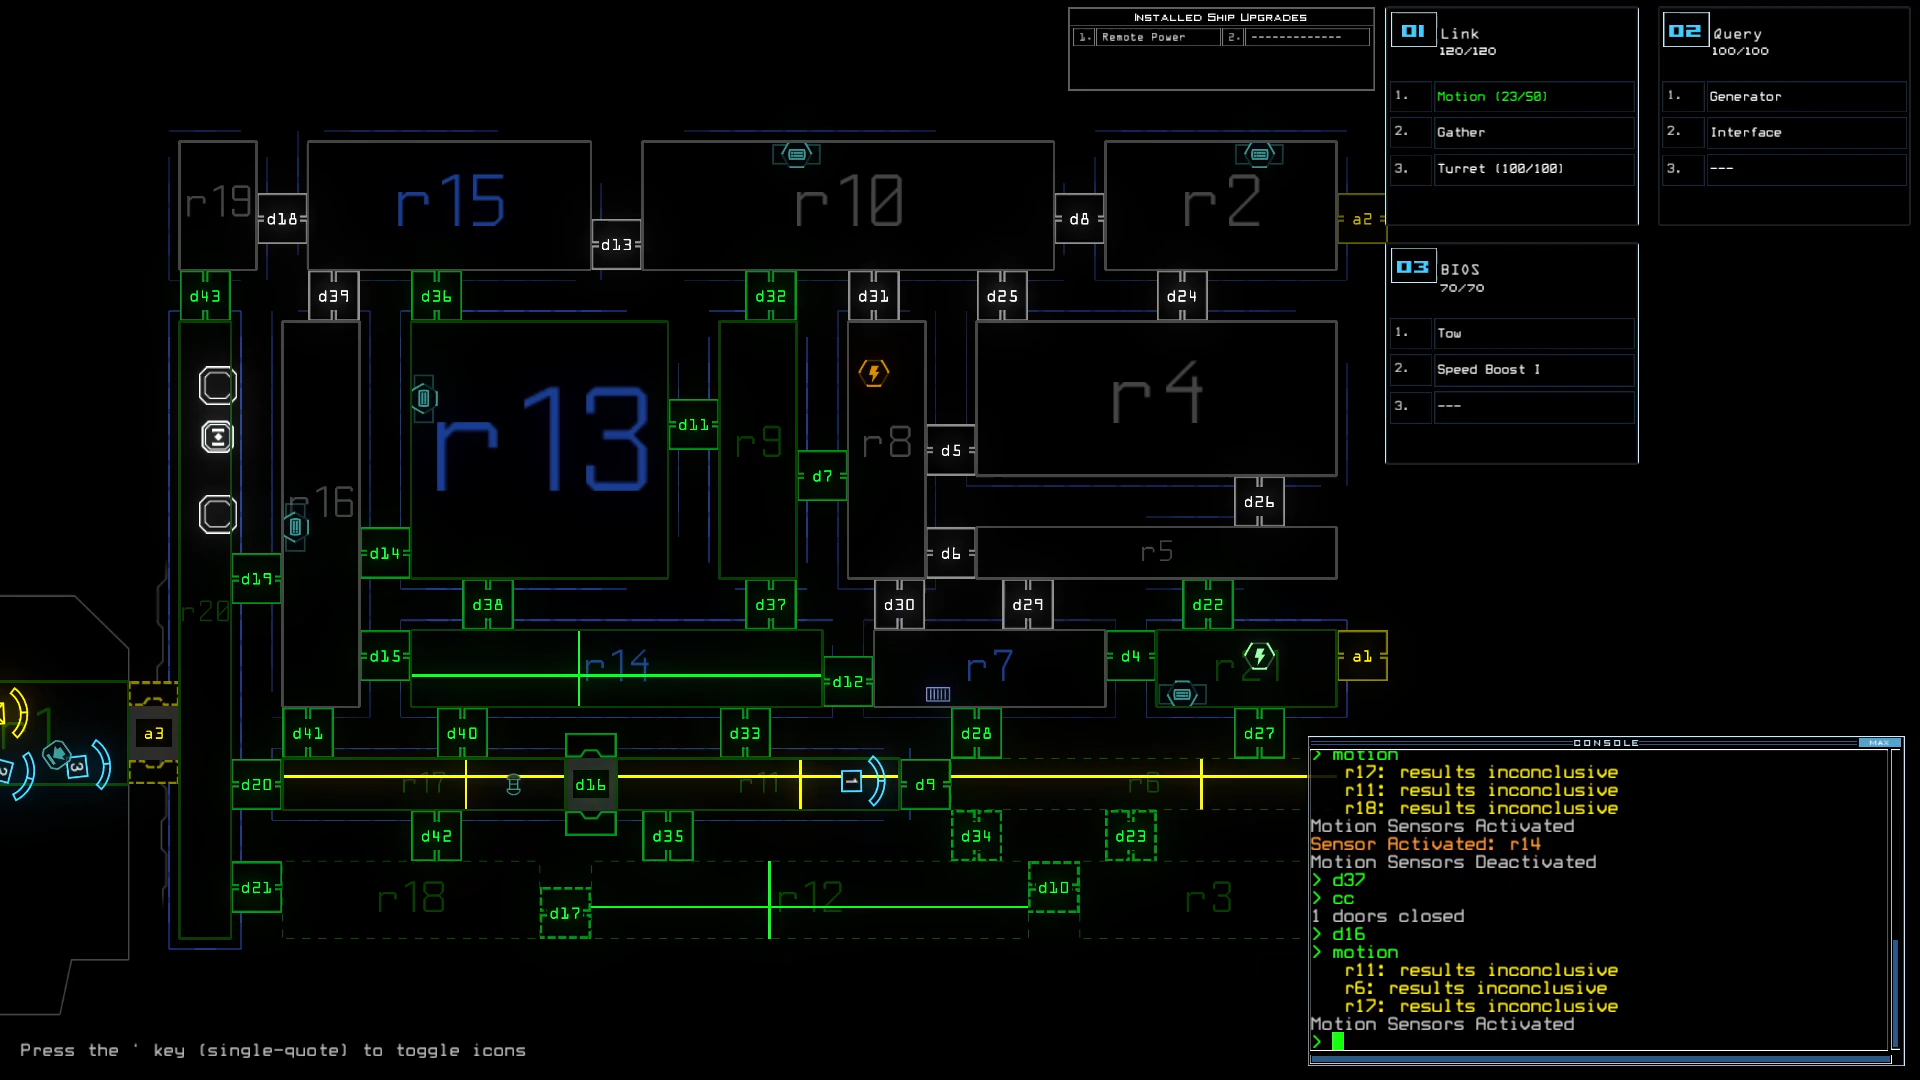 INSTALLED SHIP UPGRADES
1. Remote Power 2. -------------
01 Link
120/120
1. Motion (23/50)
2. Gather
3. Turret (100/100)
02 Query
100/100
1. Generator
2. Interface
3. ---
03 BIOS
70/70
1. Tow
2. Speed Boost I
3. ---
r19
d18
r15
d13
r10
d8
r2
a2
d43
d39
d36
d32
d31
d25
d24
r16
r13
d11
r9
d7
r8
d5
r4
d26
d14
d6
r5
d19
r20
d38
d37
d30
d29
d22
d15
r14
d12
r7
d4
a1
d41
d40
d33
d28
d27
a3
3
d20
r17
d16
r11
1
d9
r6
d42
d35
d34
d23
d21
r18
d17
r12
d10
r3
CONSOLE
MAX
> motion
r17: results inconclusive
r11: results inconclusive
r18: results inconclusive
Motion Sensors Activated
Sensor Activated: r14
Motion Sensors Deactivated
> d37
> cc
1 doors closed
> d16
> motion
r11: results inconclusive
r6: results inconclusive
r17: results inconclusive
Motion Sensors Activated
>
Press the ' key (single-quote) to toggle icons